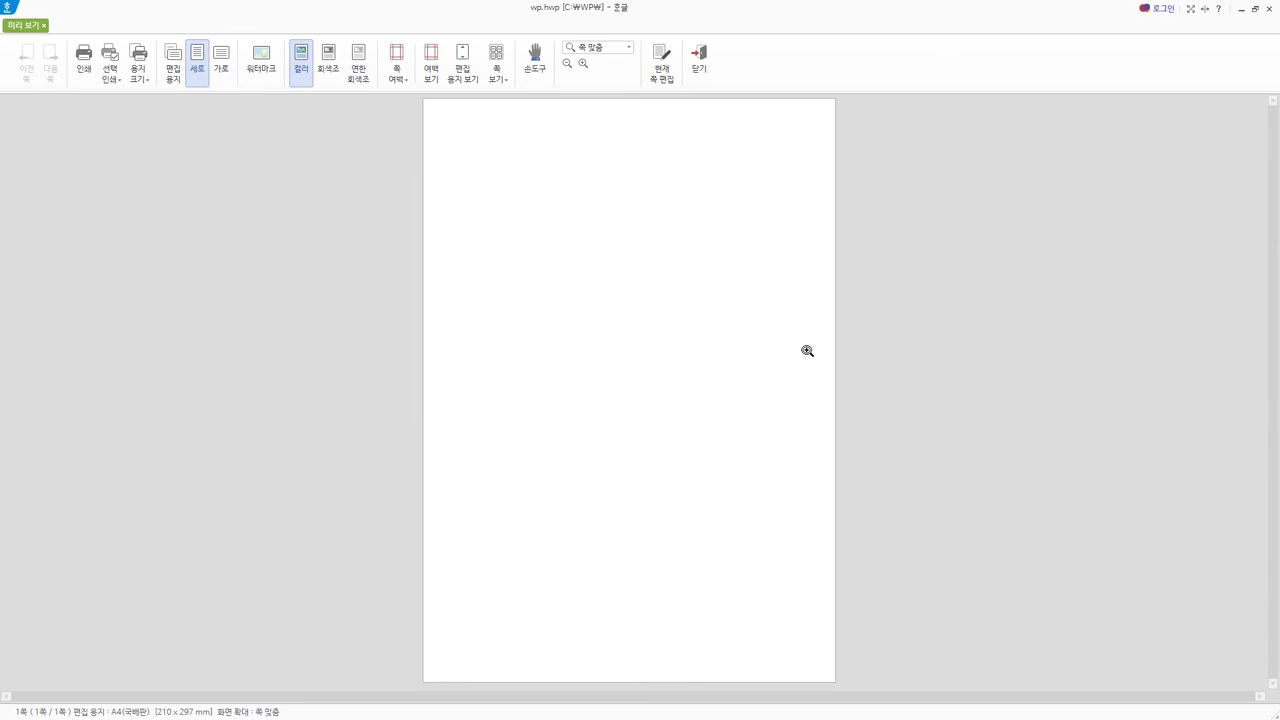 wp.hwp [C:\WP\] - 훈글
로그인
?
미리 보기 ×
이전 쪽
다음 쪽
인쇄
선택 인쇄
용지 크기
편집 용지
세로
가로
워터마크
컬러
회색조
연한 회색조
쪽 여백
여백 보기
편집 용지 보기
쪽 보기
손도구
쪽 맞춤
현재 쪽 편집
닫기
1쪽 ( 1쪽 / 1쪽 ) 편집 용지 : A4(국배판) [210 x 297 mm] 화면 확대 : 쪽 맞춤